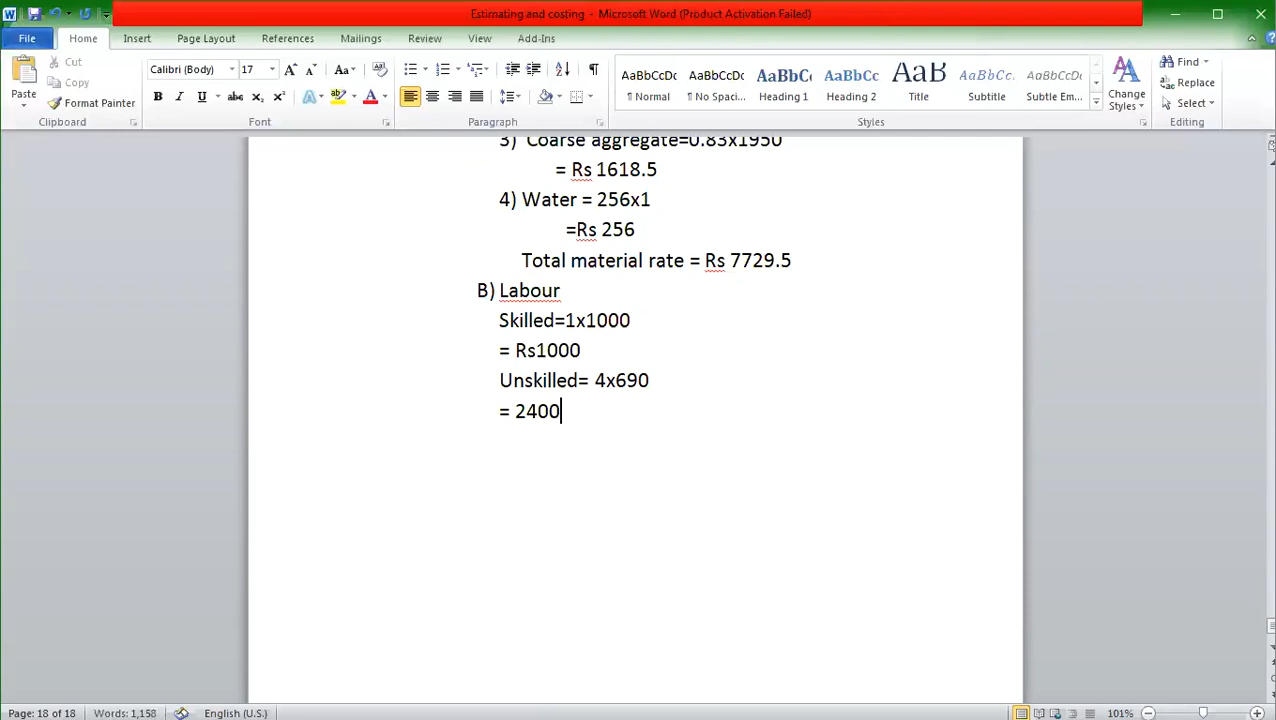 Estimating and costing - Microsoft Word (Product Activation Failed)
File Home Insert Page Layout References Mailings Review View Add-Ins
Cut
Copy
Paste
Format Painter
Clipboard
Calibri (Body) 17
Font
Paragraph
AaBbCcDc AaBbCcDc AaBbCc AaBbCc AaB AaBbCc. AaBbCcDc
¶ Normal ¶ No Spaci... Heading 1 Heading 2 Title Subtitle Subtle Em...
Styles
Change Styles
Find
Replace
Select
Editing
3) Coarse aggregate=0.83x1950
= Rs 1618.5
4) Water = 256x1
=Rs 256
Total material rate = Rs 7729.5
B) Labour
Skilled=1x1000
= Rs1000
Unskilled= 4x690
= 2400
Page: 18 of 18 Words: 1,158 English (U.S.) 101%